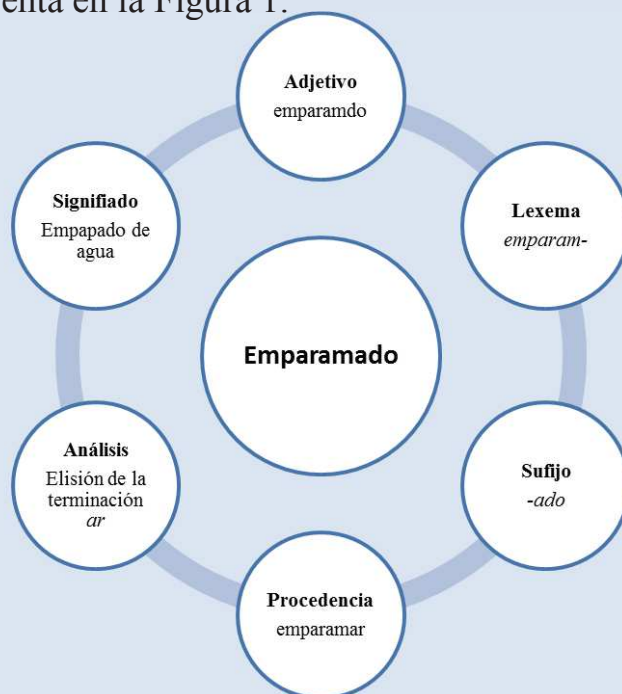 enta en la Figura 1.
Adjetivo
emparamdo
Lexema
emparam-
Sufijo
-ado
Procedencia
emparamar
Análisis
Elisión de la
terminación
ar
Signifiado
Empapado de
agua
Emparamado